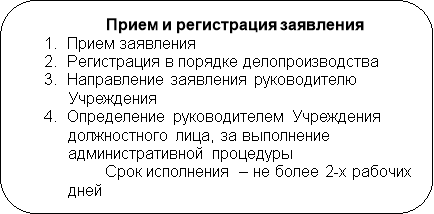 Прием и регистрация заявления
1. Прием заявления
2. Регистрация в порядке делопроизводства
3. Направление заявления руководителю
Учреждения
4. Определение руководителем Учреждения
должностного лица, за выполнение
административной процедуры
Срок исполнения – не более 2-х рабочих
дней